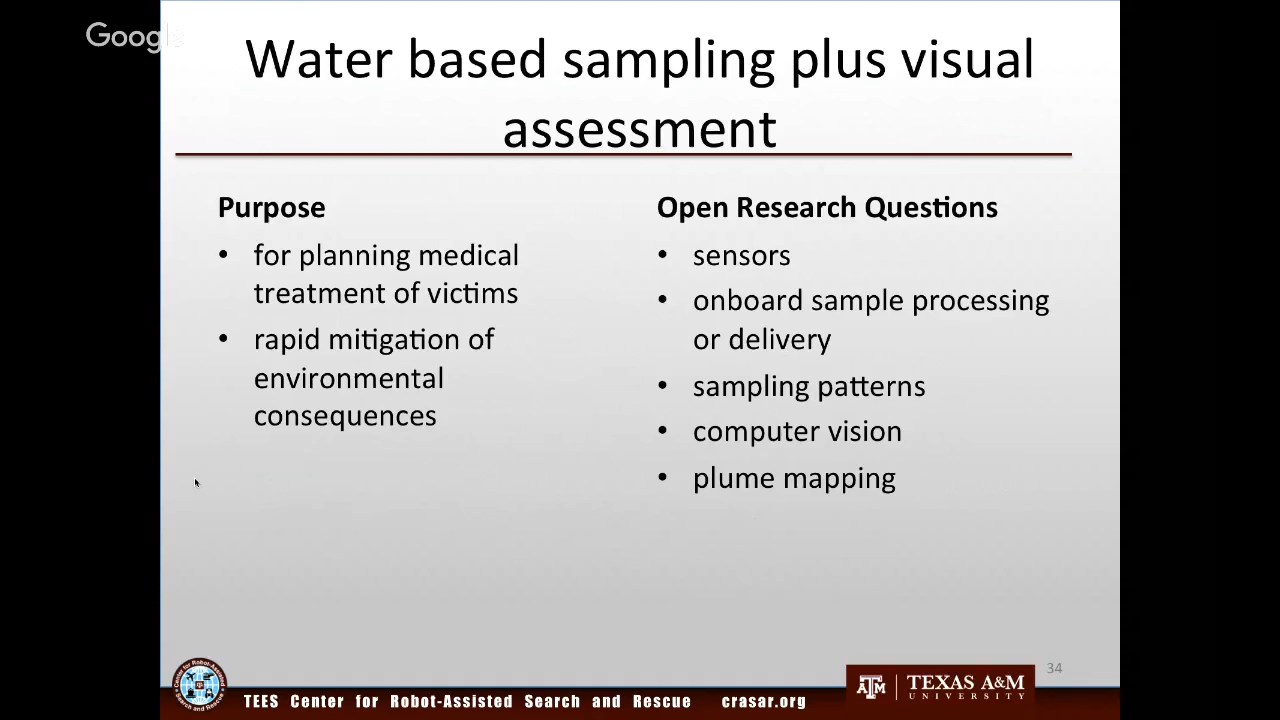 Google
Water based sampling plus visual
assessment
Purpose
• for planning medical
treatment of victims
• rapid mitigation of
environmental
consequences
Open Research Questions
• sensors
• onboard sample processing
or delivery
• sampling patterns
• computer vision
• plume mapping
34
TEES Center for Robot-Assisted Search and Rescue crasar.org
ATM TEXAS A&M
UNIVERSITY